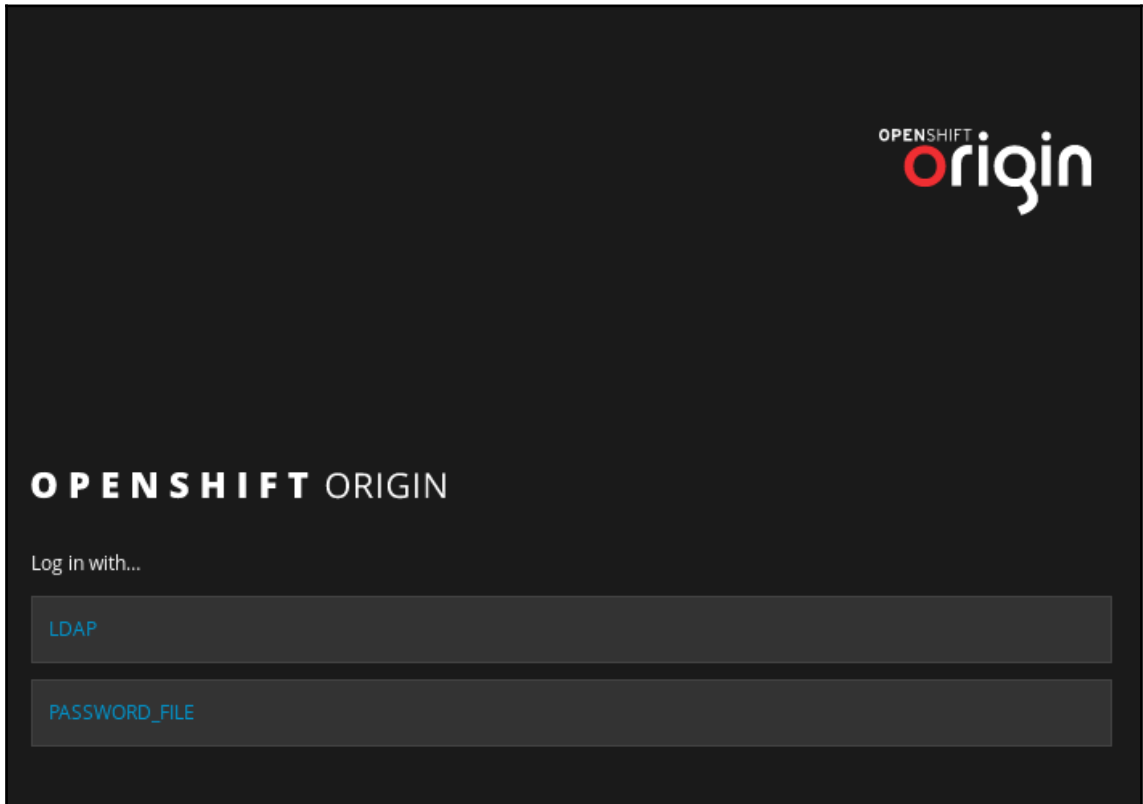 OPENSHIFT
origin
OPENSHIFT ORIGIN
Log in with...
LDAP
PASSWORD_FILE